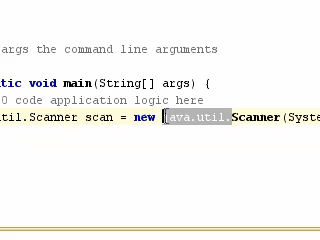 args the command line arguments
tic void main(String[] args) {
O code application logic here
til.Scanner scan = new java.util.Scanner(Syste